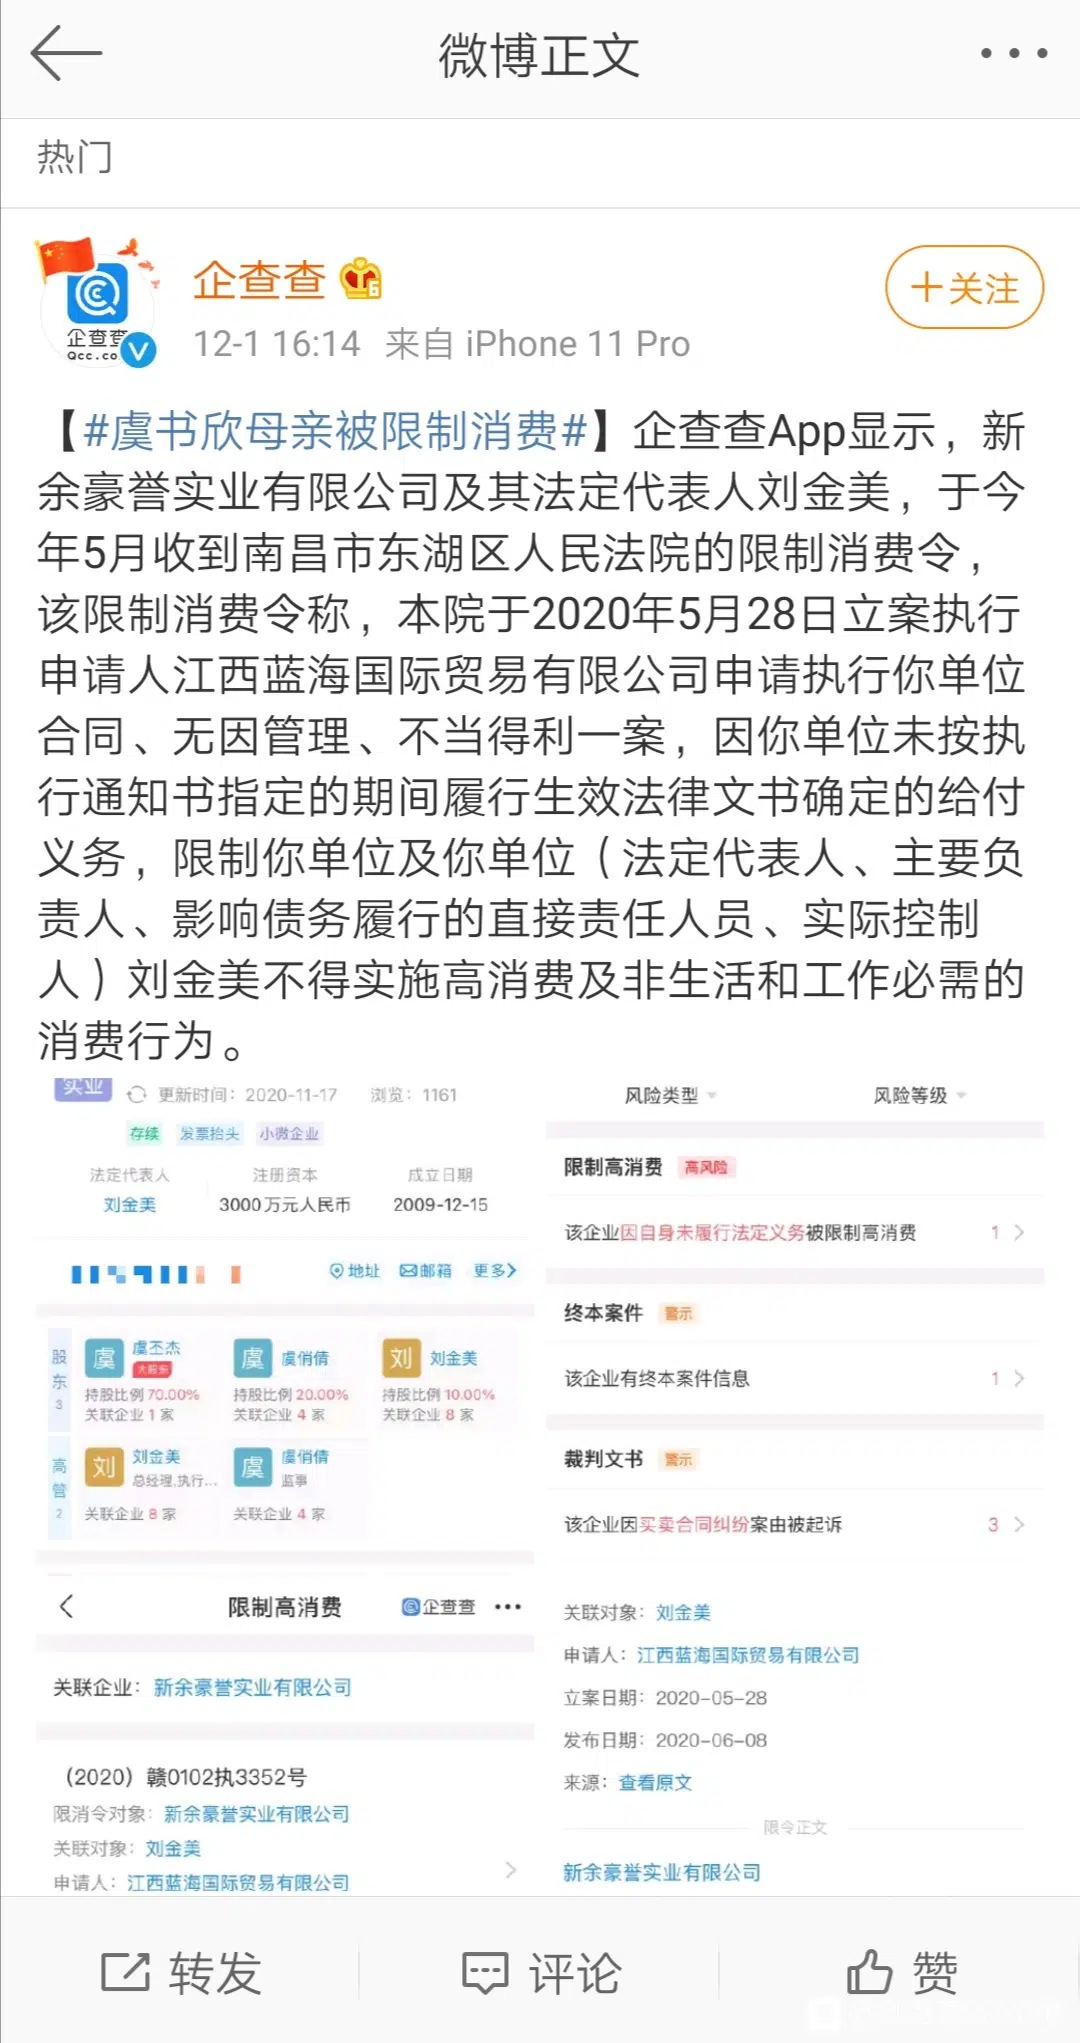 微博正文
热门
企查查
企查查
Qcc.co
+关注
12-1 16:14 来自 iPhone 11 Pro
【#虞书欣母亲被限制消费#】企查查App显示，新
余豪誉实业有限公司及其法定代表人刘金美，于今
年5月收到南昌市东湖区人民法院的限制消费令，
该限制消费令称，本院于2020年5月28日立案执行
申请人江西蓝海国际贸易有限公司申请执行你单位
合同、无因管理、不当得利一案，因你单位未按执
行通知书指定的期间履行生效法律文书确定的给付
义务，限制你单位及你单位（法定代表人、主要负
责人、影响债务履行的直接责任人员、实际控制
人）刘金美不得实施高消费及非生活和工作必需的
消费行为。
实业 更新时间：2020-11-17 浏览：1161
存续 发票抬头 小微企业
法定代表人 注册资本 成立日期
刘金美 3000万元人民币 2009-12-15
地址 邮箱 更多>
股东3
虞 虞丕杰 大股东
持股比例 70.00%
关联企业 1 家
虞 虞俏倩
持股比例 20.00%
关联企业 4 家
刘 刘金美
持股比例 10.00%
关联企业 8 家
高管2
刘 刘金美
总经理,执行...
关联企业 8 家
虞 虞俏倩
监事
关联企业 4 家
风险类型 风险等级
限制高消费 高风险
该企业因自身未履行法定义务被限制高消费 1 >
终本案件 警示
该企业有终本案件信息 1 >
裁判文书 警示
该企业因买卖合同纠纷案由被起诉 3 >
限制高消费 企查查
关联企业：新余豪誉实业有限公司
（2020）赣0102执3352号
限消令对象：新余豪誉实业有限公司
关联对象：刘金美
申请人：江西蓝海国际贸易有限公司
关联对象：刘金美
申请人：江西蓝海国际贸易有限公司
立案日期：2020-05-28
发布日期：2020-06-08
来源：查看原文
限令正文
新余豪誉实业有限公司
转发 评论 赞